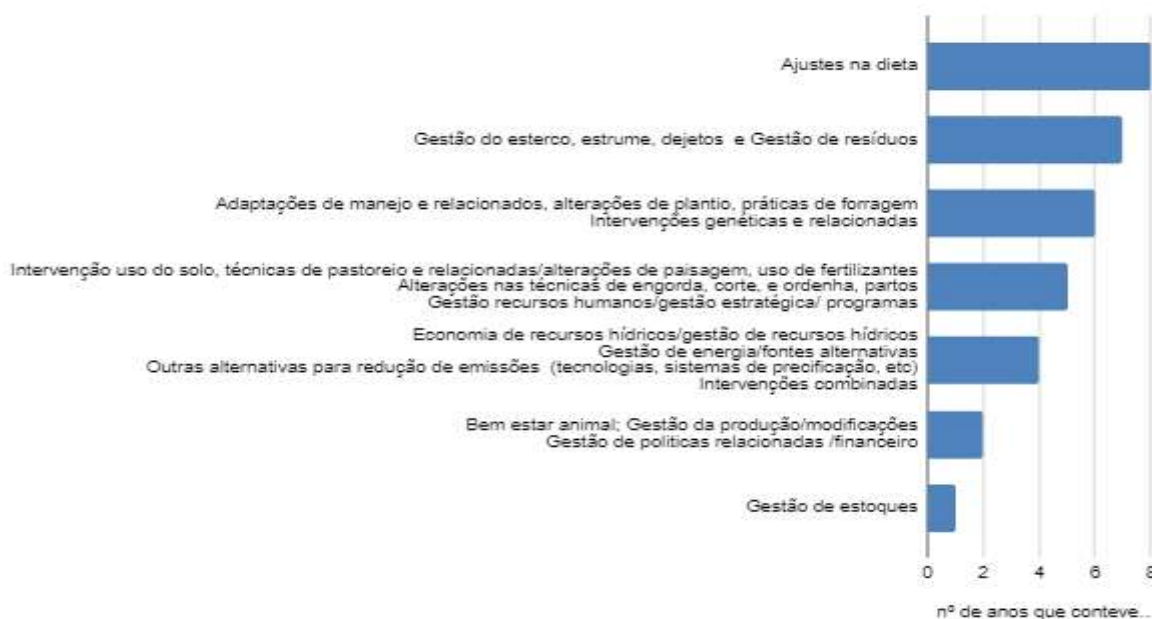 Ajustes na dieta
Gestão do esterco, estrume, dejetos e Gestão de resíduos
Adaptações de manejo e relacionados, alterações de plantio, práticas de forragem
Intervenções genéticas e relacionadas
Intervenção uso do solo, técnicas de pastoreio e relacionadas/alterações de paisagem, uso de fertilizantes
Alterações nas técnicas de engorda, corte, e ordenha, partos
Gestão recursos humanos/gestão estratégica/ programas
Economia de recursos hídricos/gestão de recursos hídricos
Gestão de energia/fontes alternativas
Outras alternativas para redução de emissões (tecnologias, sistemas de precificação, etc)
Intervenções combinadas
Bem estar animal; Gestão da produção/modificações
Gestão de politicas relacionadas /financeiro
Gestão de estoques
0 2 4 6 8
nº de anos que conteve...